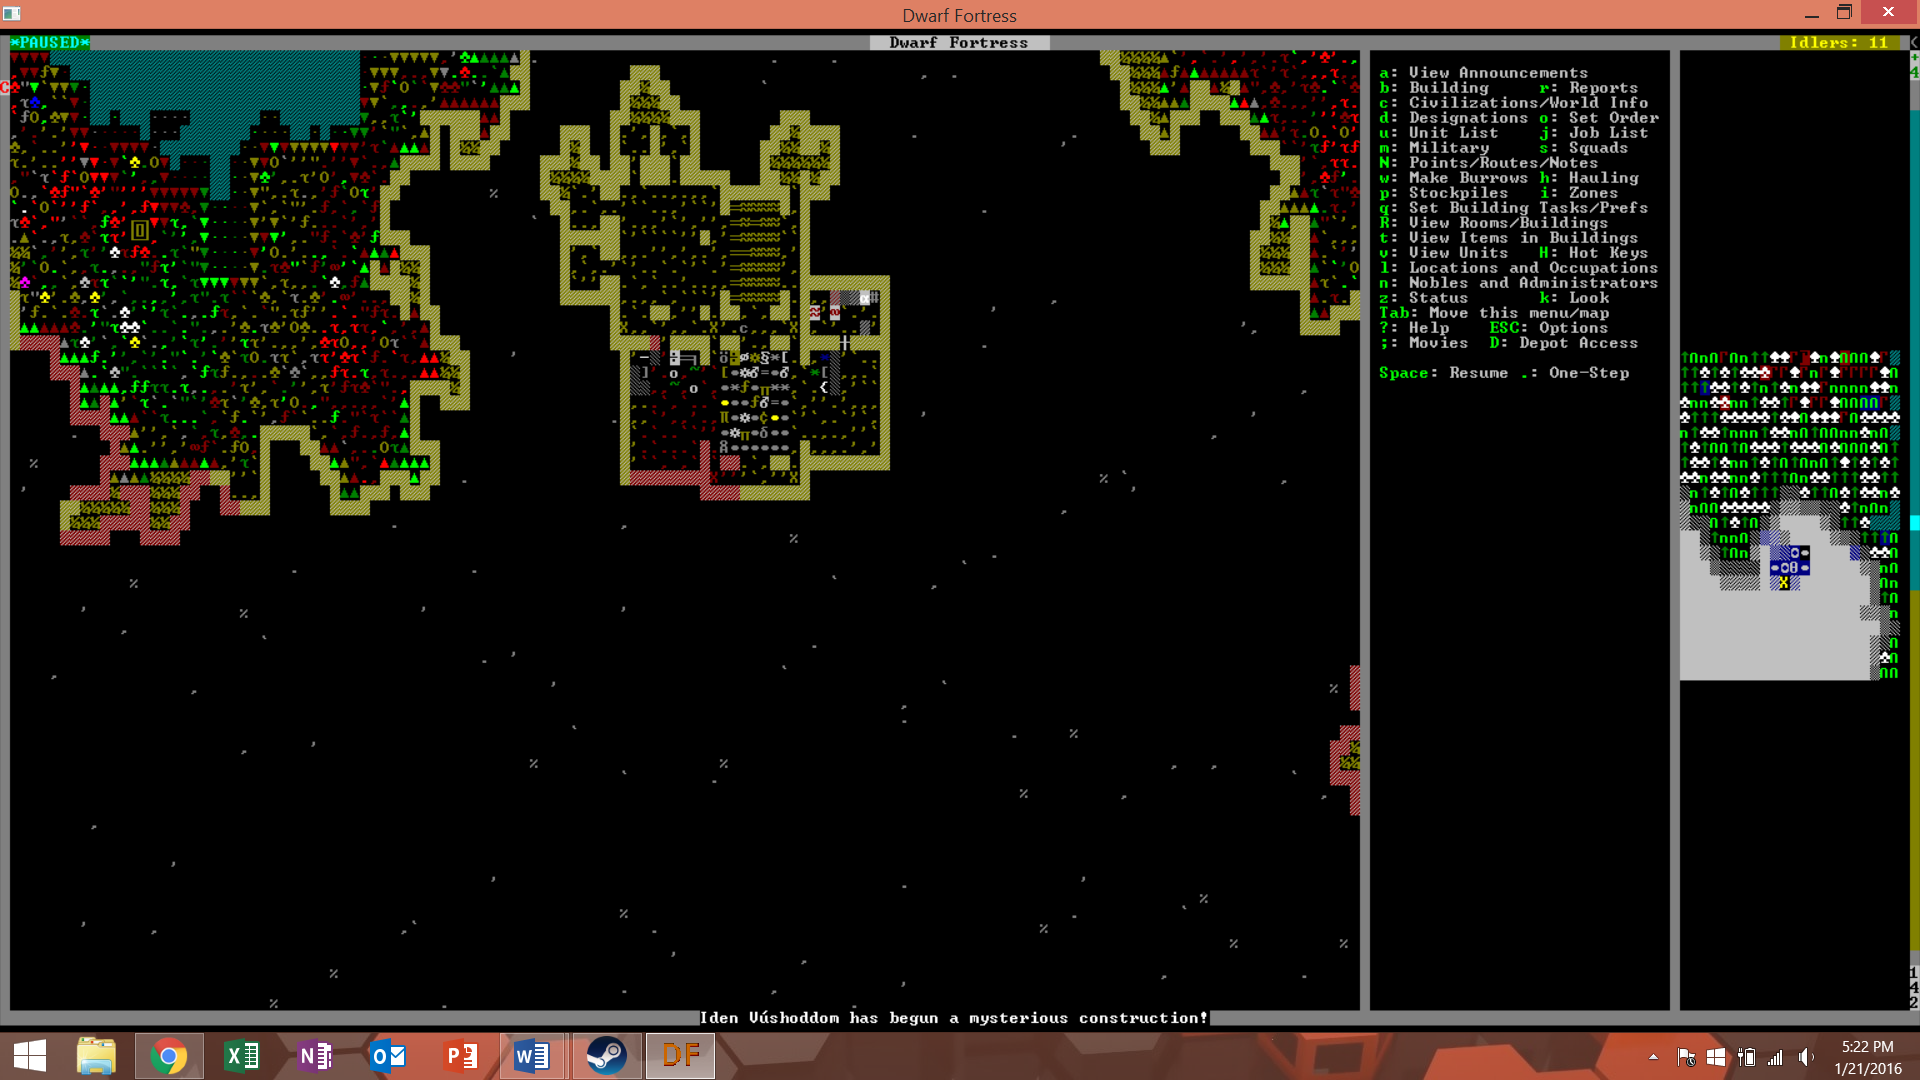 Dwarf Fortress
*PAUSED*
Dwarf Fortress
Idlers: 11
a: View Announcements
b: Building r: Reports
c: Civilizations/World Info
d: Designations o: Set Order
u: Unit List j: Job List
m: Military s: Squads
N: Points/Routes/Notes
w: Make Burrows h: Hauling
p: Stockpiles i: Zones
q: Set Building Tasks/Prefs
R: View Rooms/Buildings
t: View Items in Buildings
v: View Units H: Hot Keys
l: Locations and Occupations
n: Nobles and Administrators
z: Status k: Look
Tab: Move this menu/map
?: Help ESC: Options
;: Movies D: Depot Access
Space: Resume .: One-Step
Iden Vúshoddom has begun a mysterious construction!
DF
5:22 PM
1/21/2016